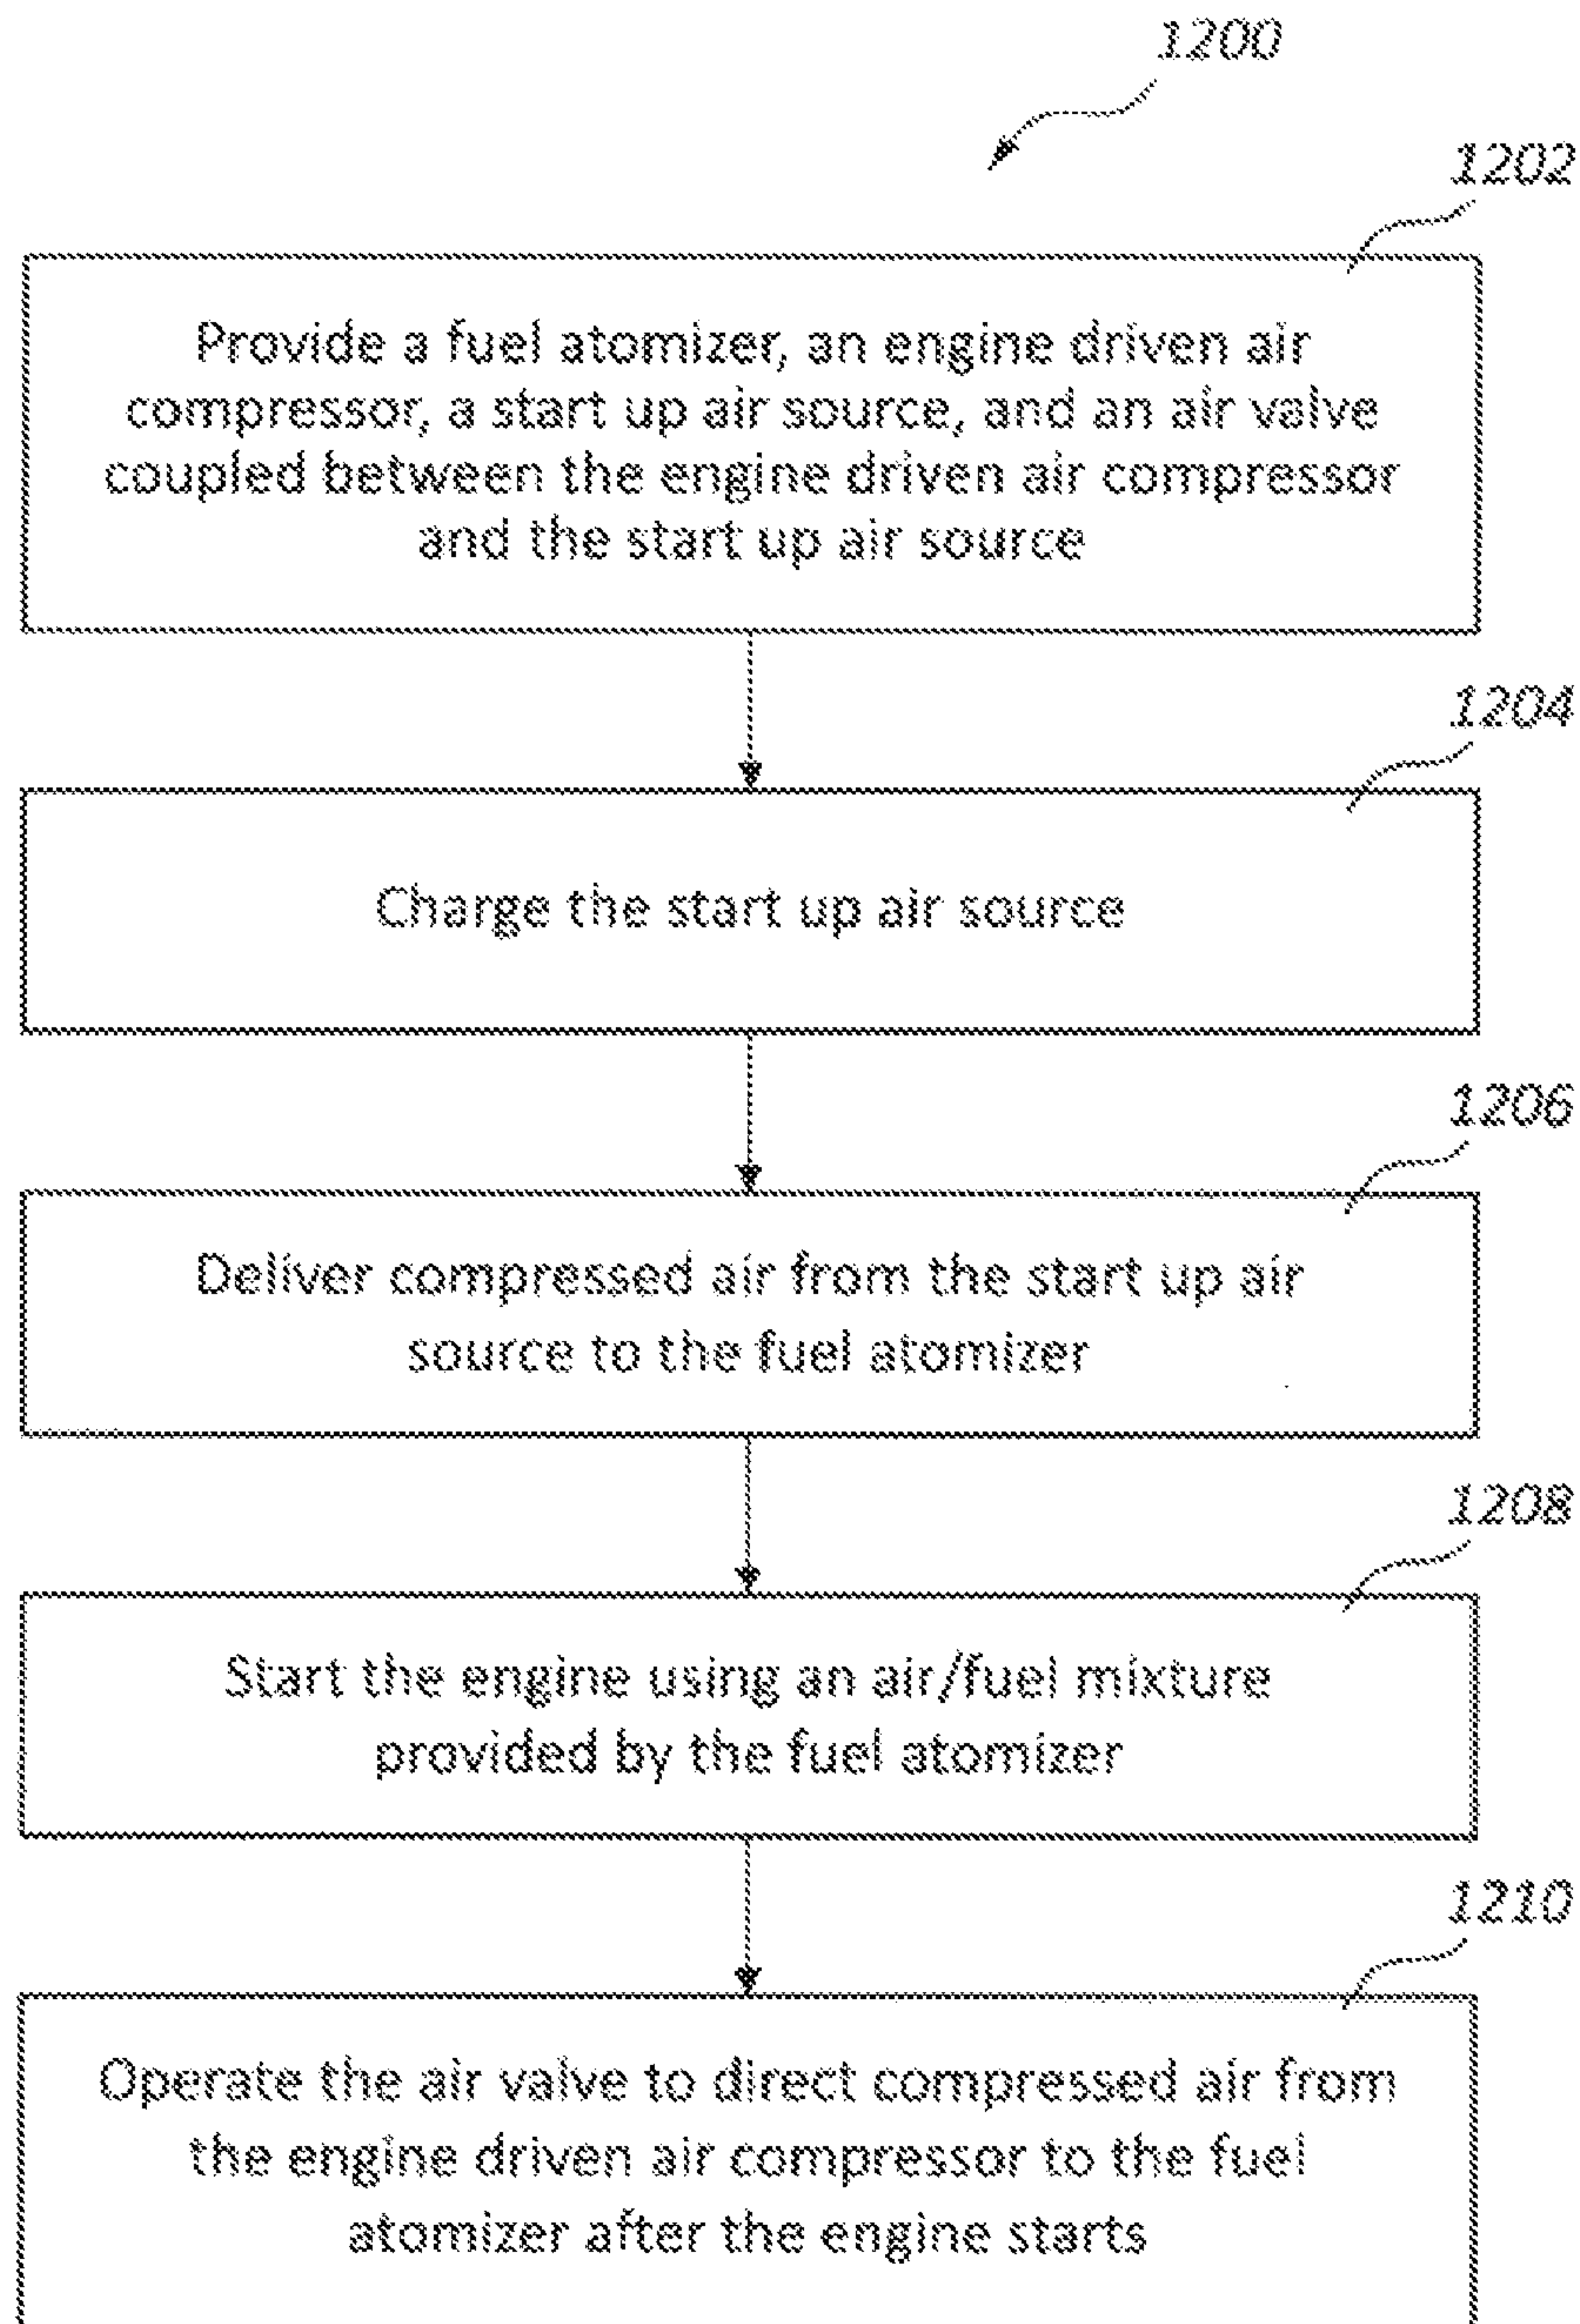 1200
1202
Provide a fuel atomizer, an engine driven air
compressor, a start up air source, and an air valve
coupled between the engine driven air compressor
and the start up air source
1204
Charge the start up air source
1206
Deliver compressed air from the start up air
source to the fuel atomizer
1208
Start the engine using an air/fuel mixture
provided by the fuel atomizer
1210
Operate the air valve to direct compressed air from
the engine driven air compressor to the fuel
atomizer after the engine starts